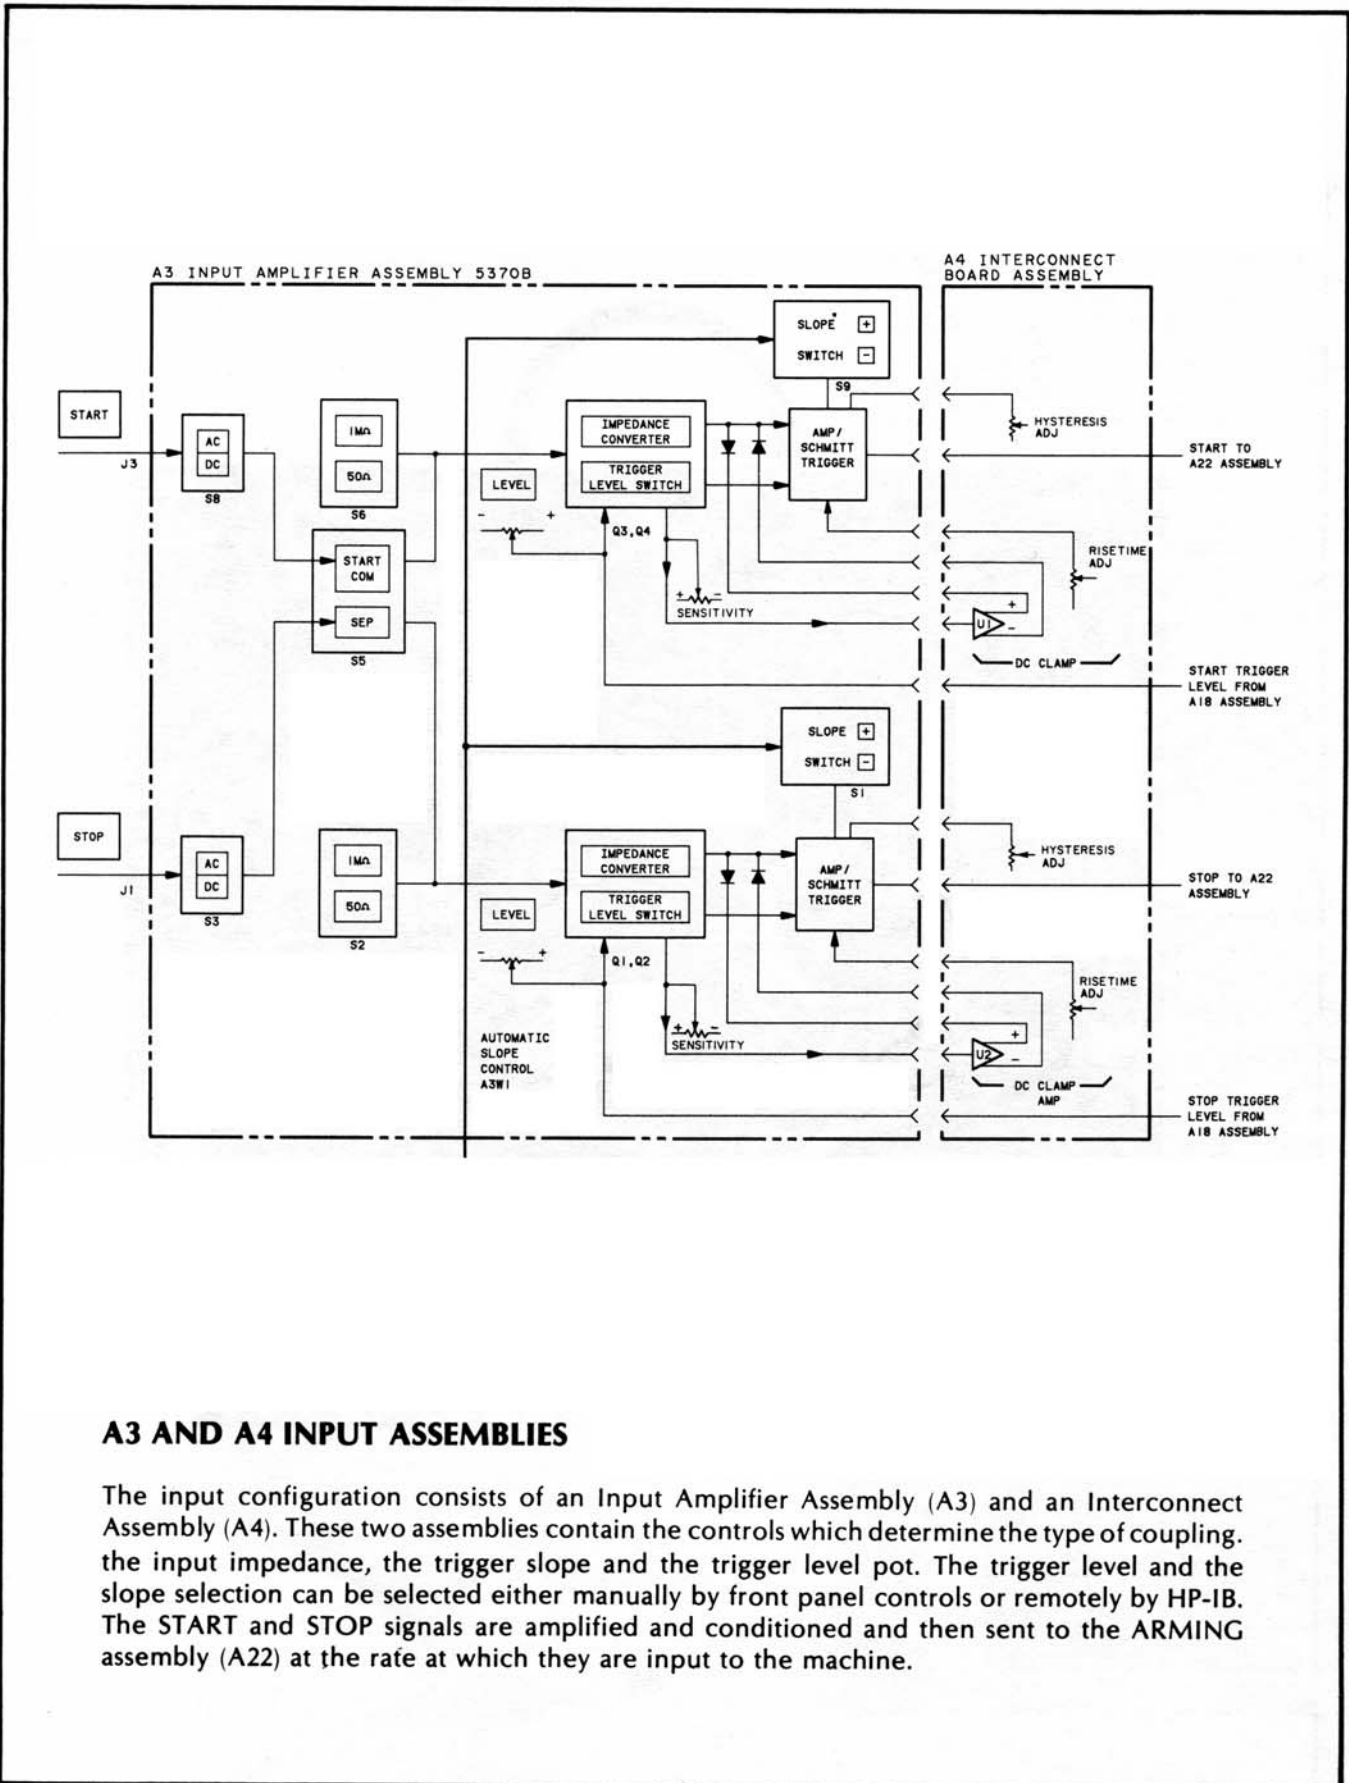 A3 INPUT AMPLIFIER ASSEMBLY 5370B
A4 INTERCONNECT
BOARD ASSEMBLY
SLOPE* +
SWITCH -
S9
START
J3
AC
DC
S8
1MΩ
50Ω
S6
START
COM
SEP
S5
LEVEL
- +
IMPEDANCE
CONVERTER
TRIGGER
LEVEL SWITCH
Q3,Q4
+ -
SENSITIVITY
AMP/
SCHMITT
TRIGGER
HYSTERESIS
ADJ
START TO
A22 ASSEMBLY
RISETIME
ADJ
+
U1
-
DC CLAMP
START TRIGGER
LEVEL FROM
A18 ASSEMBLY
SLOPE +
SWITCH -
S1
STOP
J1
AC
DC
S3
1MΩ
50Ω
S2
LEVEL
- +
IMPEDANCE
CONVERTER
TRIGGER
LEVEL SWITCH
Q1,Q2
+ -
SENSITIVITY
AMP/
SCHMITT
TRIGGER
HYSTERESIS
ADJ
STOP TO A22
ASSEMBLY
RISETIME
ADJ
+
U2
-
DC CLAMP
AMP
AUTOMATIC
SLOPE
CONTROL
A3W1
STOP TRIGGER
LEVEL FROM
A18 ASSEMBLY
A3 AND A4 INPUT ASSEMBLIES
The input configuration consists of an Input Amplifier Assembly (A3) and an Interconnect
Assembly (A4). These two assemblies contain the controls which determine the type of coupling.
the input impedance, the trigger slope and the trigger level pot. The trigger level and the
slope selection can be selected either manually by front panel controls or remotely by HP-IB.
The START and STOP signals are amplified and conditioned and then sent to the ARMING
assembly (A22) at the rate at which they are input to the machine.